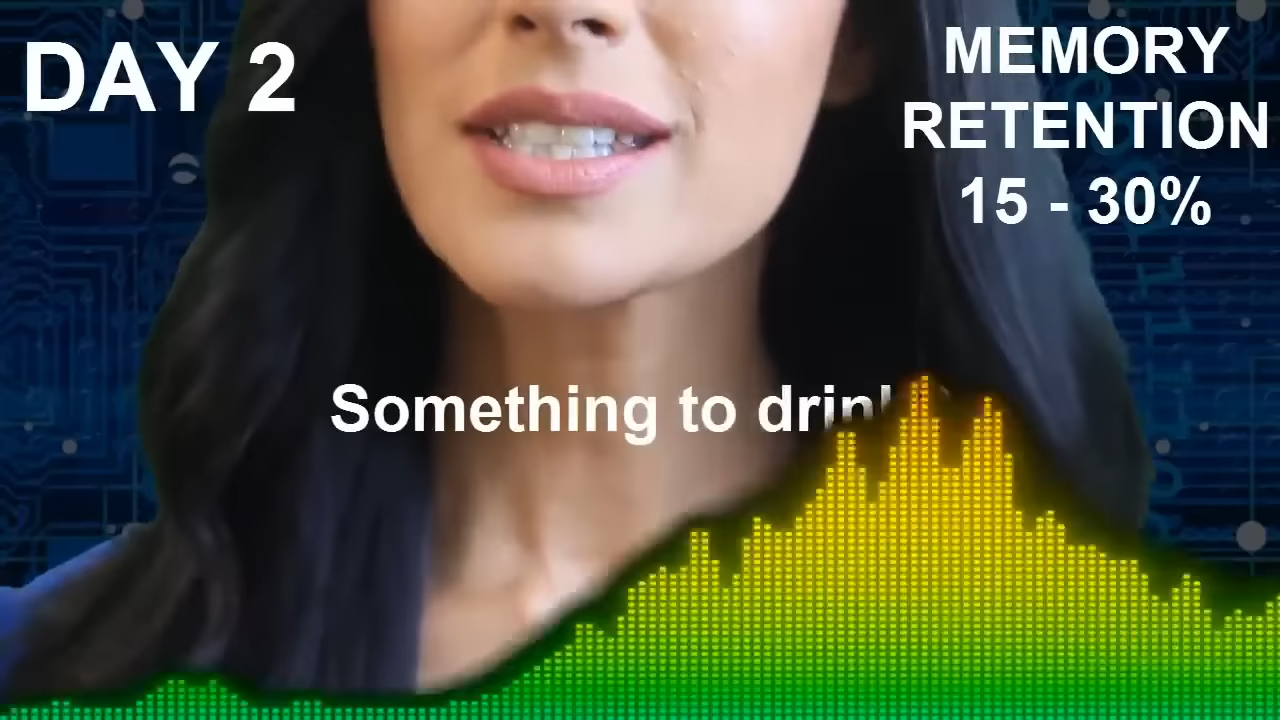 DAY 2
MEMORY
RETENTION
15 - 30%
Something to